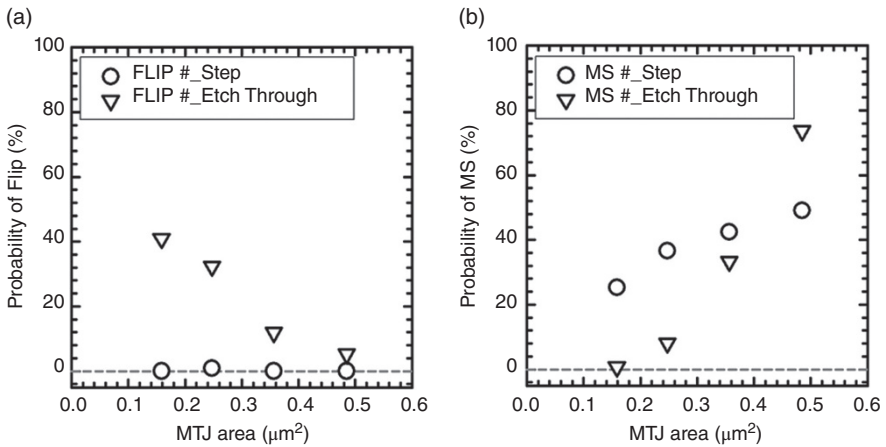 (a)
100
80
60
40
20
0
0.0 0.1 0.2 0.3 0.4 0.5 0.6
Probability of Flip (%)
MTJ area (μm²)
FLIP #_Step
FLIP #_Etch Through
(b)
100
80
60
40
20
0
0.0 0.1 0.2 0.3 0.4 0.5 0.6
Probability of MS (%)
MTJ area (μm²)
MS #_Step
MS #_Etch Through